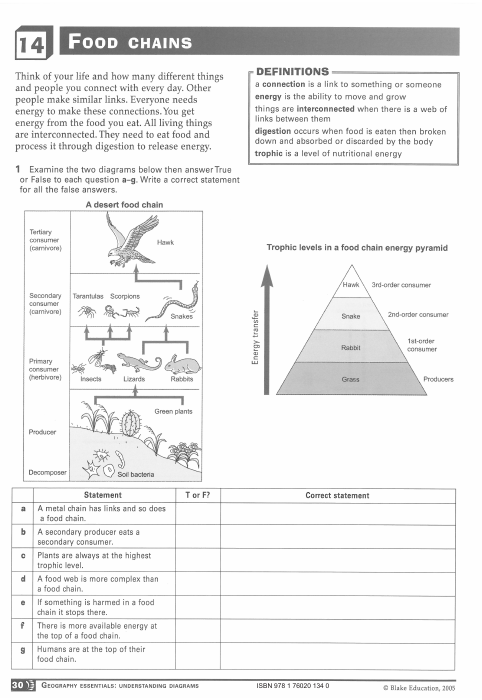 14 FOOD CHAINS
Think of your life and how many different things
and people you connect with every day. Other
people make similar links. Everyone needs
energy to make these connections. You get
energy from the food you eat. All living things
are interconnected. They need to eat food and
process it through digestion to release energy.
DEFINITIONS
a connection is a link to something or someone
energy is the ability to move and grow
things are interconnected when there is a web of
links between them
digestion occurs when food is eaten then broken
down and absorbed or discarded by the body
trophic is a level of nutritional energy
1 Examine the two diagrams below then answer True
or False to each question a–g. Write a correct statement
for all the false answers.
A desert food chain
Tertiary
consumer
(carnivore)
Hawk
Secondary
consumer
(carnivore)
Tarantulas Scorpions
Snakes
Primary
consumer
(herbivore)
Insects Lizards Rabbits
Green plants
Producer
Decomposer
Soil bacteria
Trophic levels in a food chain energy pyramid
Energy transfer
Hawk 3rd-order consumer
Snake 2nd-order consumer
Rabbit 1st-order
consumer
Grass Producers
Statement T or F? Correct statement
a A metal chain has links and so does
a food chain.
b A secondary producer eats a
secondary consumer.
c Plants are always at the highest
trophic level.
d A food web is more complex than
a food chain.
e If something is harmed in a food
chain it stops there.
f There is more available energy at
the top of a food chain.
g Humans are at the top of their
food chain.
30 GEOGRAPHY ESSENTIALS: UNDERSTANDING DIAGRAMS ISBN 978 1 76020 134 0 © Blake Education, 2005